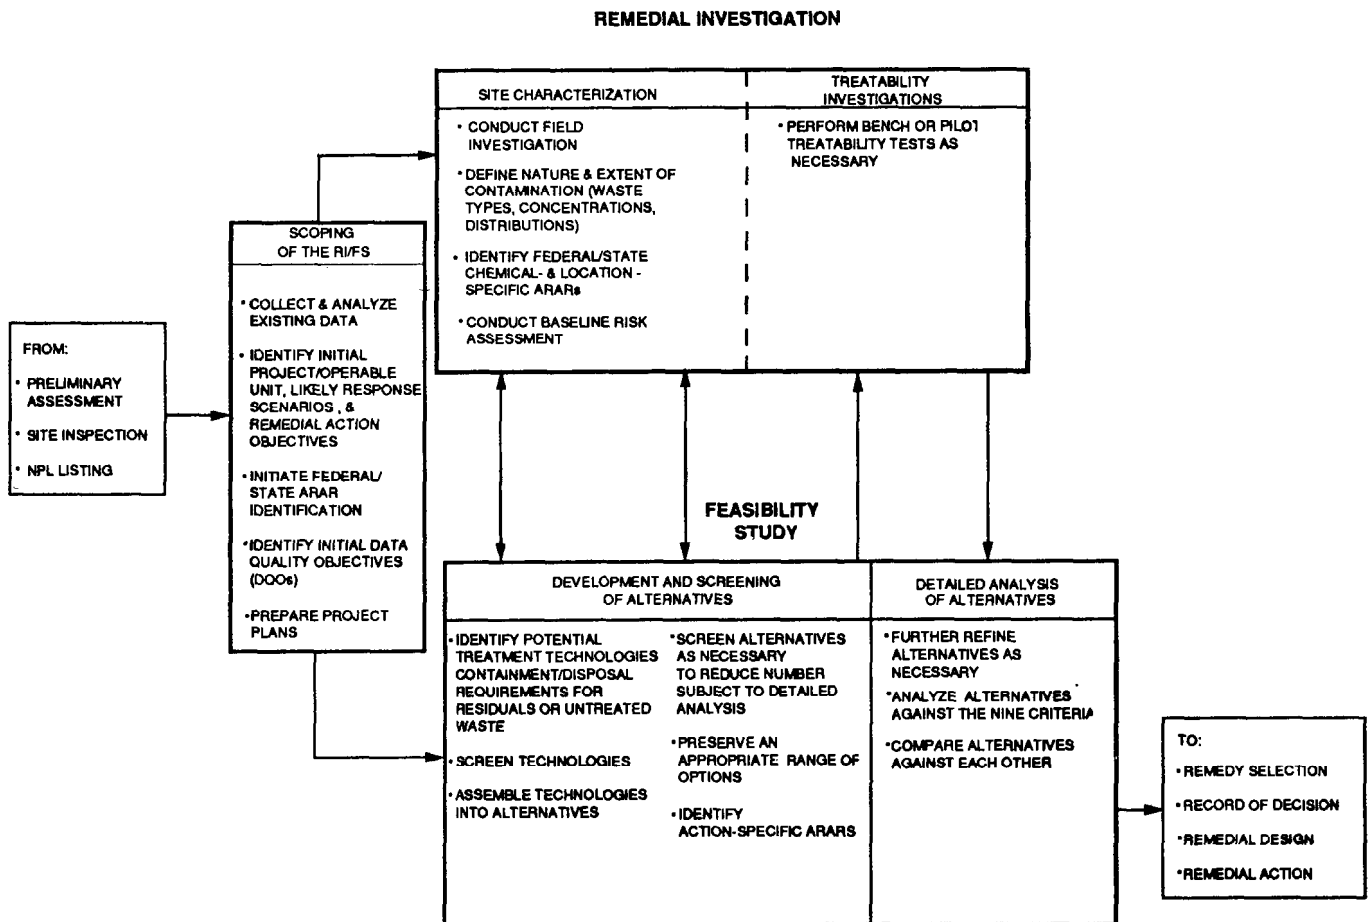 REMEDIAL INVESTIGATION
SITE CHARACTERIZATION
• CONDUCT FIELD
INVESTIGATION
• DEFINE NATURE & EXTENT OF
CONTAMINATION (WASTE
TYPES, CONCENTRATIONS,
DISTRIBUTIONS)
• IDENTIFY FEDERAL/STATE
CHEMICAL- & LOCATION -
SPECIFIC ARARs
• CONDUCT BASELINE RISK
ASSESSMENT
TREATABILITY
INVESTIGATIONS
• PERFORM BENCH OR PILOT
TREATABILITY TESTS AS
NECESSARY
SCOPING
OF THE RI/FS
• COLLECT & ANALYZE
EXISTING DATA
• IDENTIFY INITIAL
PROJECT/OPERABLE
UNIT, LIKELY RESPONSE
SCENARIOS , &
REMEDIAL ACTION
OBJECTIVES
• INITIATE FEDERAL/
STATE ARAR
IDENTIFICATION
• IDENTIFY INITIAL DATA
QUALITY OBJECTIVES
(DQOs)
• PREPARE PROJECT
PLANS
FROM:
• PRELIMINARY
ASSESSMENT
• SITE INSPECTION
• NPL LISTING
FEASIBILITY
STUDY
DEVELOPMENT AND SCREENING
OF ALTERNATIVES
• IDENTIFY POTENTIAL
TREATMENT TECHNOLOGIES
CONTAINMENT/DISPOSAL
REQUIREMENTS FOR
RESIDUALS OR UNTREATED
WASTE
• SCREEN TECHNOLOGIES
• ASSEMBLE TECHNOLOGIES
INTO ALTERNATIVES
• SCREEN ALTERNATIVES
AS NECESSARY
TO REDUCE NUMBER
SUBJECT TO DETAILED
ANALYSIS
• PRESERVE AN
APPROPRIATE RANGE OF
OPTIONS
• IDENTIFY
ACTION-SPECIFIC ARARS
DETAILED ANALYSIS
OF ALTERNATIVES
• FURTHER REFINE
ALTERNATIVES AS
NECESSARY
• ANALYZE ALTERNATIVES
AGAINST THE NINE CRITERIA
• COMPARE ALTERNATIVES
AGAINST EACH OTHER
TO:
• REMEDY SELECTION
• RECORD OF DECISION
• REMEDIAL DESIGN
• REMEDIAL ACTION